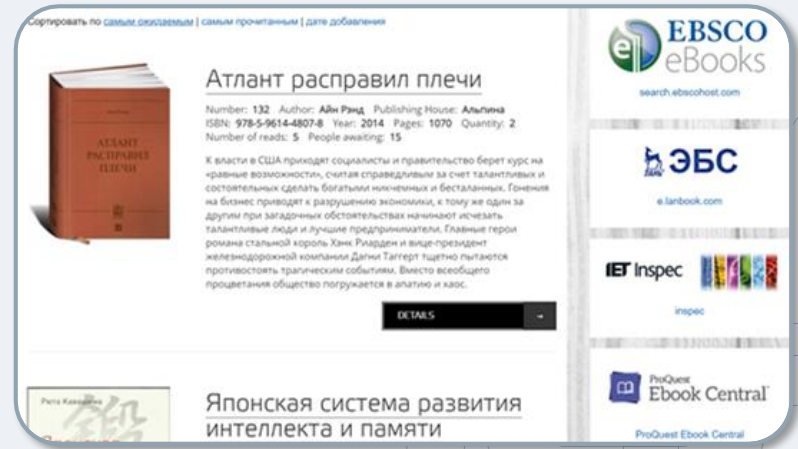 Сортировать по самым ожидаемым | самым прочитанным | дате добавления
АТЛАНТ
РАСПРАВИЛ
ПЛЕЧИ
Атлант расправил плечи
Number: 132 Author: Айн Рэнд Publishing House: Альпина
ISBN: 978-5-9614-4807-8 Year: 2014 Pages: 1070 Quantity: 2
Number of reads: 5 People awaiting: 15
К власти в США приходят социалисты и правительство берет курс на
«равные возможности», считая справедливым за счет талантливых и
состоятельных сделать богатыми никчемных и бесталанных. Гонения
на бизнес приводят к разрушению экономики, к тому же один за
другим при загадочных обстоятельствах начинают исчезать
талантливые люди и лучшие предприниматели. Главные герои
романа стальной король Ханк Риарден и вице-президент
железнодорожной компании Дагни Таггерт тщетно пытаются
противостоять трагическим событиям. Вместо всеобщего
процветания общество погружается в апатию и хаос.
DETAILS →
Японская система развития
интеллекта и памяти
EBSCO
eBooks
search.ebscohost.com
ЛАНЬ ЭБС
e.lanbook.com
IET Inspec
inspec
ProQuest
Ebook Central
ProQuest Ebook Central